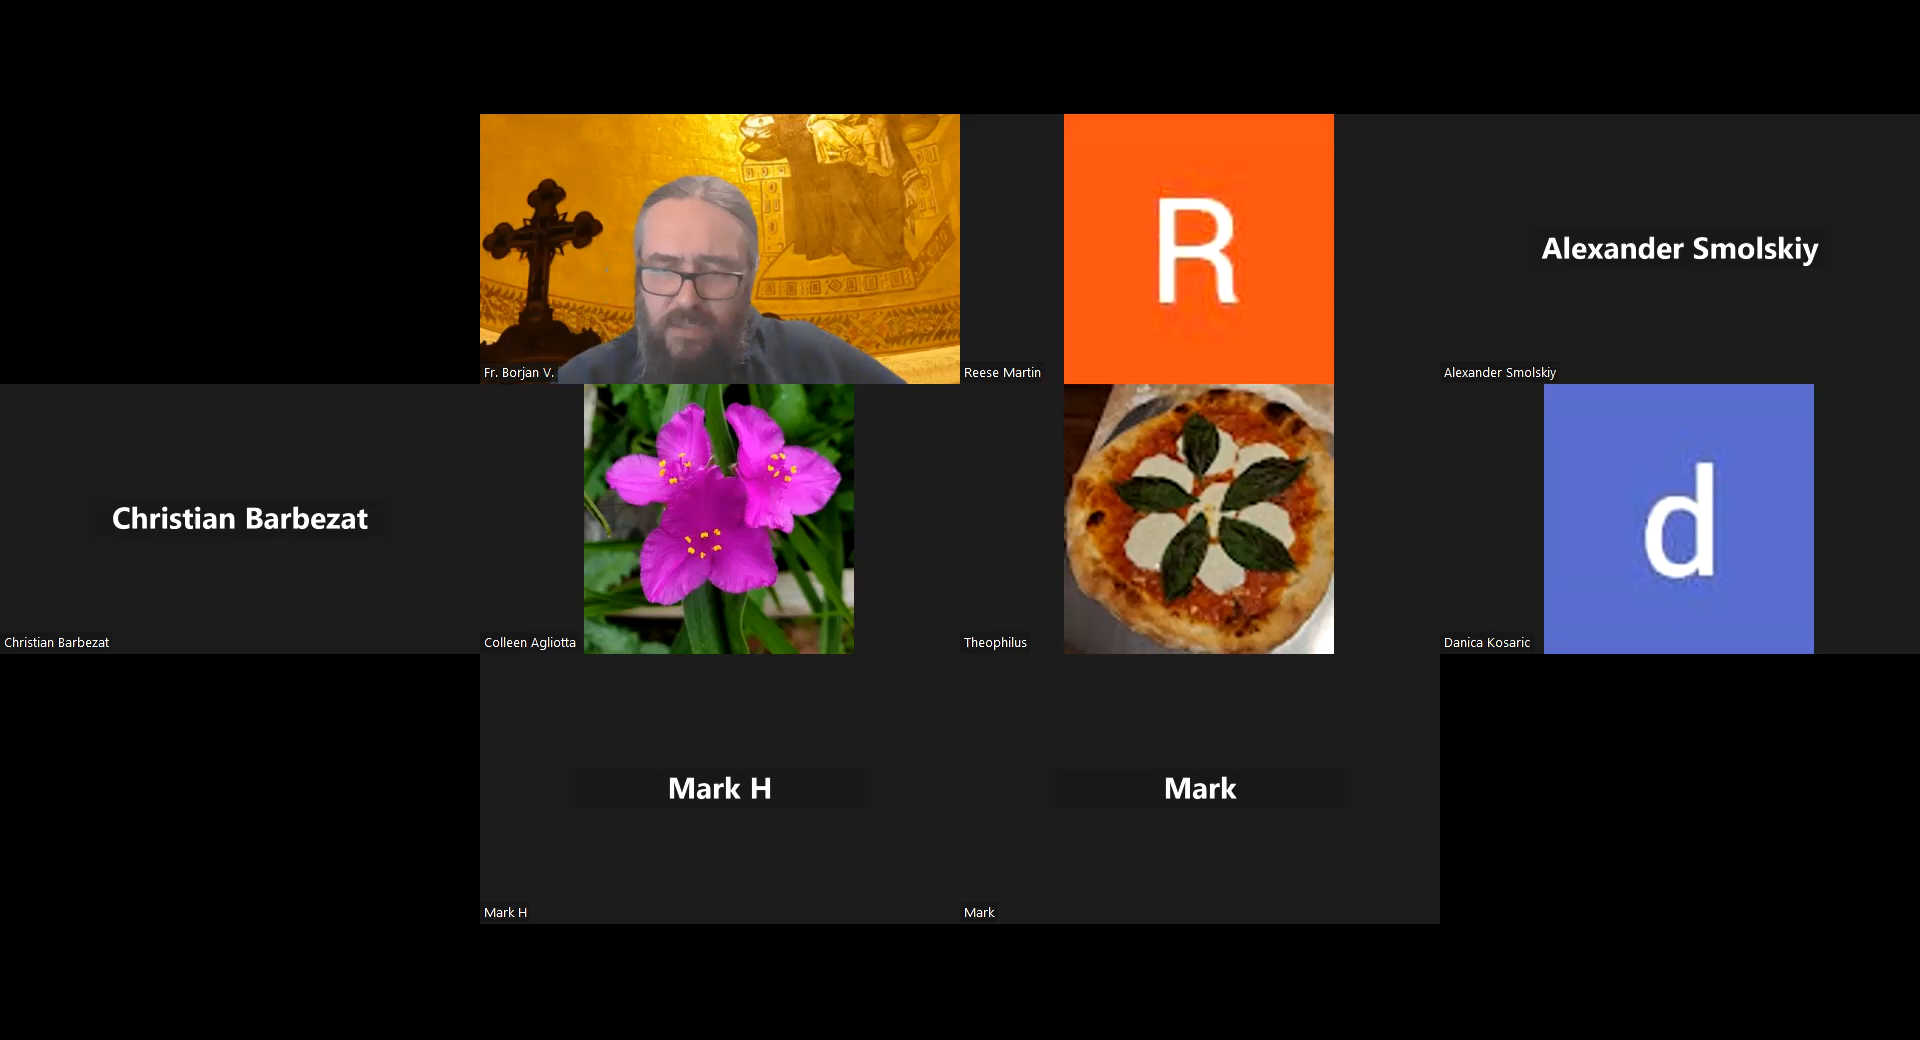 Fr. Borjan V.
R
Reese Martin
Alexander Smolskiy
Alexander Smolskiy
Christian Barbezat
Christian Barbezat
Colleen Agliotta
Theophilus
d
Danica Kosaric
Mark H
Mark H
Mark
Mark